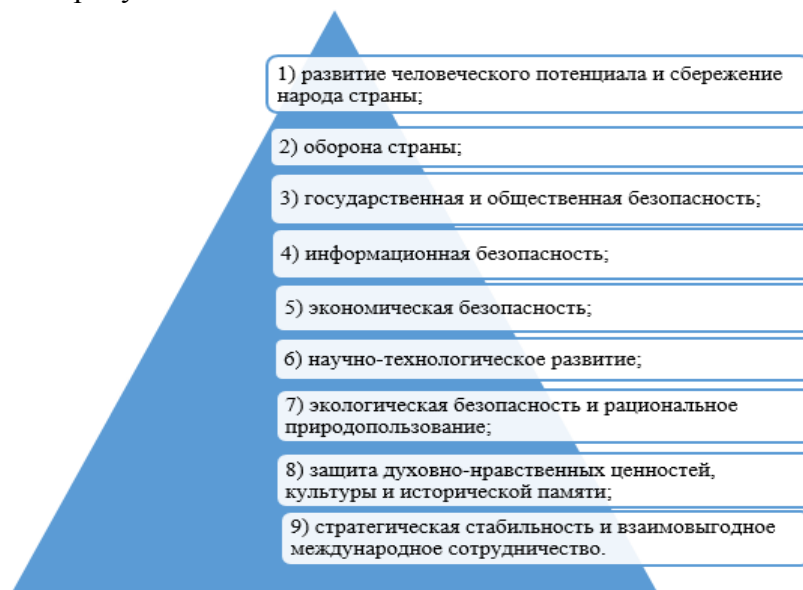 1) развитие человеческого потенциала и сбережение
народа страны;
2) оборона страны;
3) государственная и общественная безопасность;
4) информационная безопасность;
5) экономическая безопасность;
6) научно-технологическое развитие;
7) экологическая безопасность и рациональное
природопользование;
8) защита духовно-нравственных ценностей,
культуры и исторической памяти;
9) стратегическая стабильность и взаимовыгодное
международное сотрудничество.